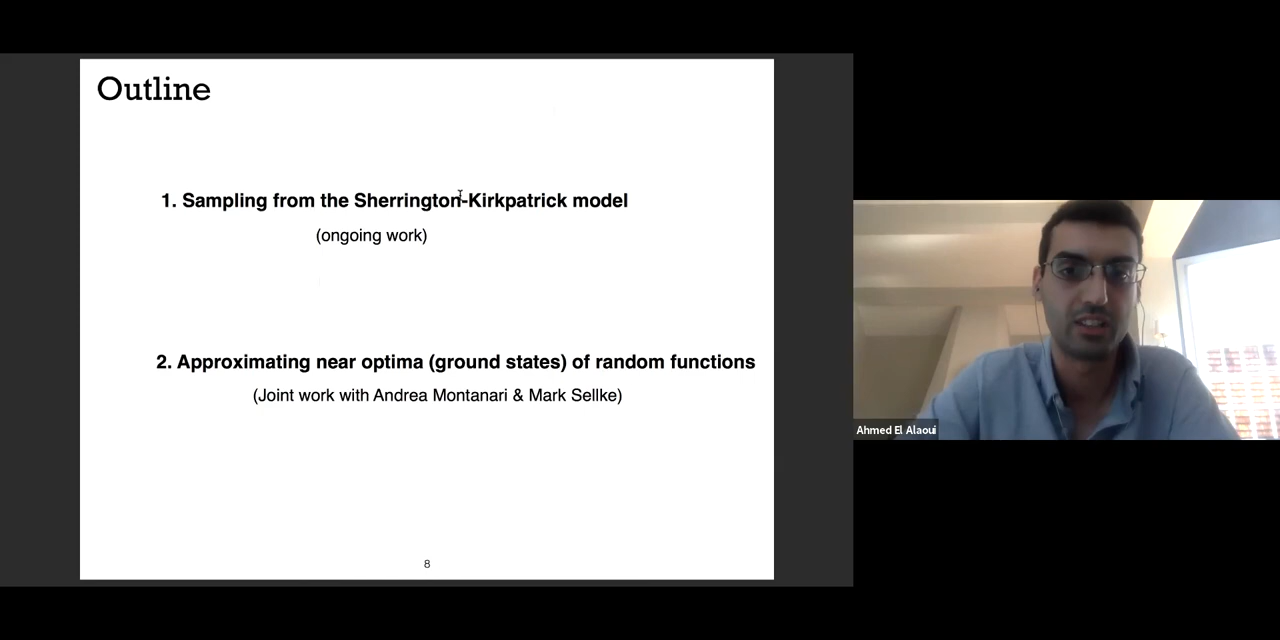 Outline
1. Sampling from the Sherrington-Kirkpatrick model
(ongoing work)
2. Approximating near optima (ground states) of random functions
(Joint work with Andrea Montanari & Mark Sellke)
8
Ahmed El Alaoui